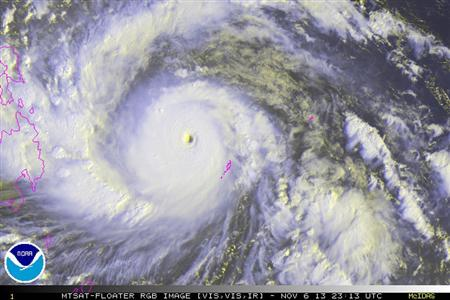 NOAA
1 MTSAT-FLOATER RGB IMAGE [VIS,VIS,IR] - NOV 6 13 23:13 UTC McIDAS